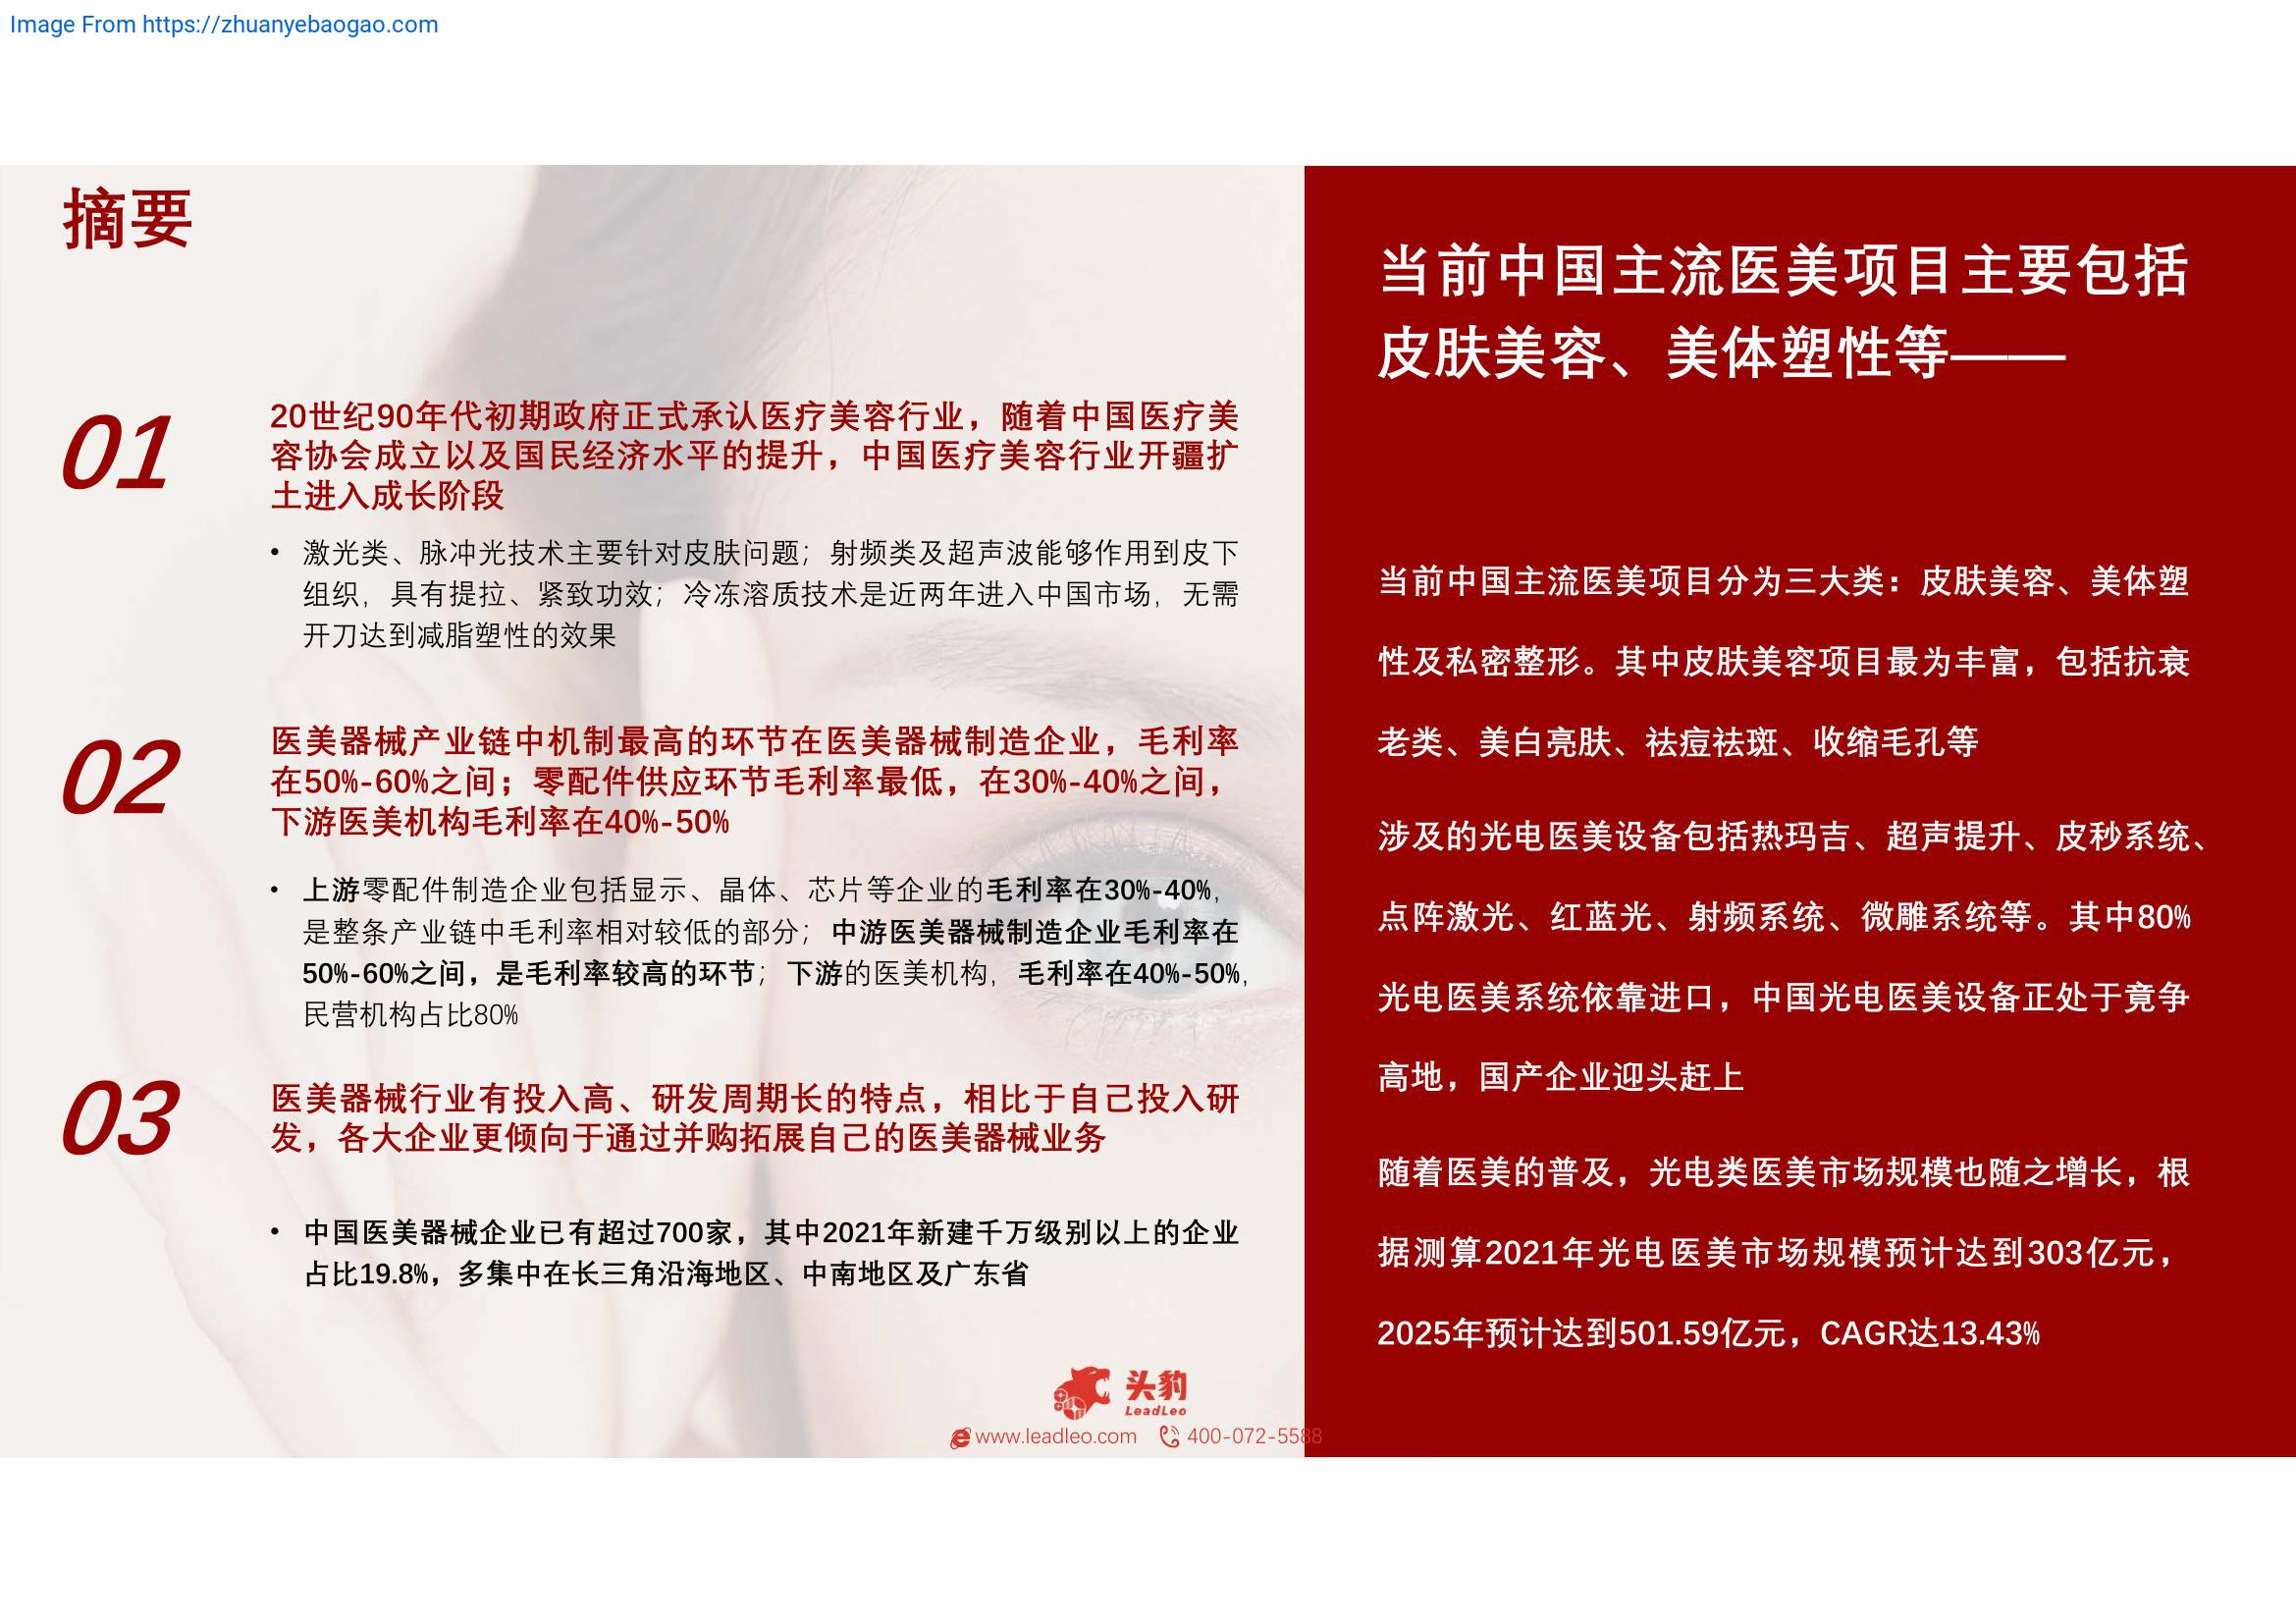 Image From https://zhuanyebaogao.com
摘要
01
20世纪90年代初期政府正式承认医疗美容行业，随着中国医疗美
容协会成立以及国民经济水平的提升，中国医疗美容行业开疆扩
土进入成长阶段
• 激光类、脉冲光技术主要针对皮肤问题；射频类及超声波能够作用到皮下
组织，具有提拉、紧致功效；冷冻溶质技术是近两年进入中国市场，无需
开刀达到减脂塑性的效果
02
医美器械产业链中机制最高的环节在医美器械制造企业，毛利率
在50%-60%之间；零配件供应环节毛利率最低，在30%-40%之间，
下游医美机构毛利率在40%-50%
• 上游零配件制造企业包括显示、晶体、芯片等企业的毛利率在30%-40%，
是整条产业链中毛利率相对较低的部分；中游医美器械制造企业毛利率在
50%-60%之间，是毛利率较高的环节；下游的医美机构，毛利率在40%-50%，
民营机构占比80%
03
医美器械行业有投入高、研发周期长的特点，相比于自己投入研
发，各大企业更倾向于通过并购拓展自己的医美器械业务
• 中国医美器械企业已有超过700家，其中2021年新建千万级别以上的企业
占比19.8%，多集中在长三角沿海地区、中南地区及广东省
头豹
LeadLeo
www.leadleo.com 400-072-5588
当前中国主流医美项目主要包括
皮肤美容、美体塑性等——
当前中国主流医美项目分为三大类：皮肤美容、美体塑
性及私密整形。其中皮肤美容项目最为丰富，包括抗衰
老类、美白亮肤、祛痘祛斑、收缩毛孔等
涉及的光电医美设备包括热玛吉、超声提升、皮秒系统、
点阵激光、红蓝光、射频系统、微雕系统等。其中80%
光电医美系统依靠进口，中国光电医美设备正处于竟争
高地，国产企业迎头赶上
随着医美的普及，光电类医美市场规模也随之增长，根
据测算2021年光电医美市场规模预计达到303亿元，
2025年预计达到501.59亿元，CAGR达13.43%